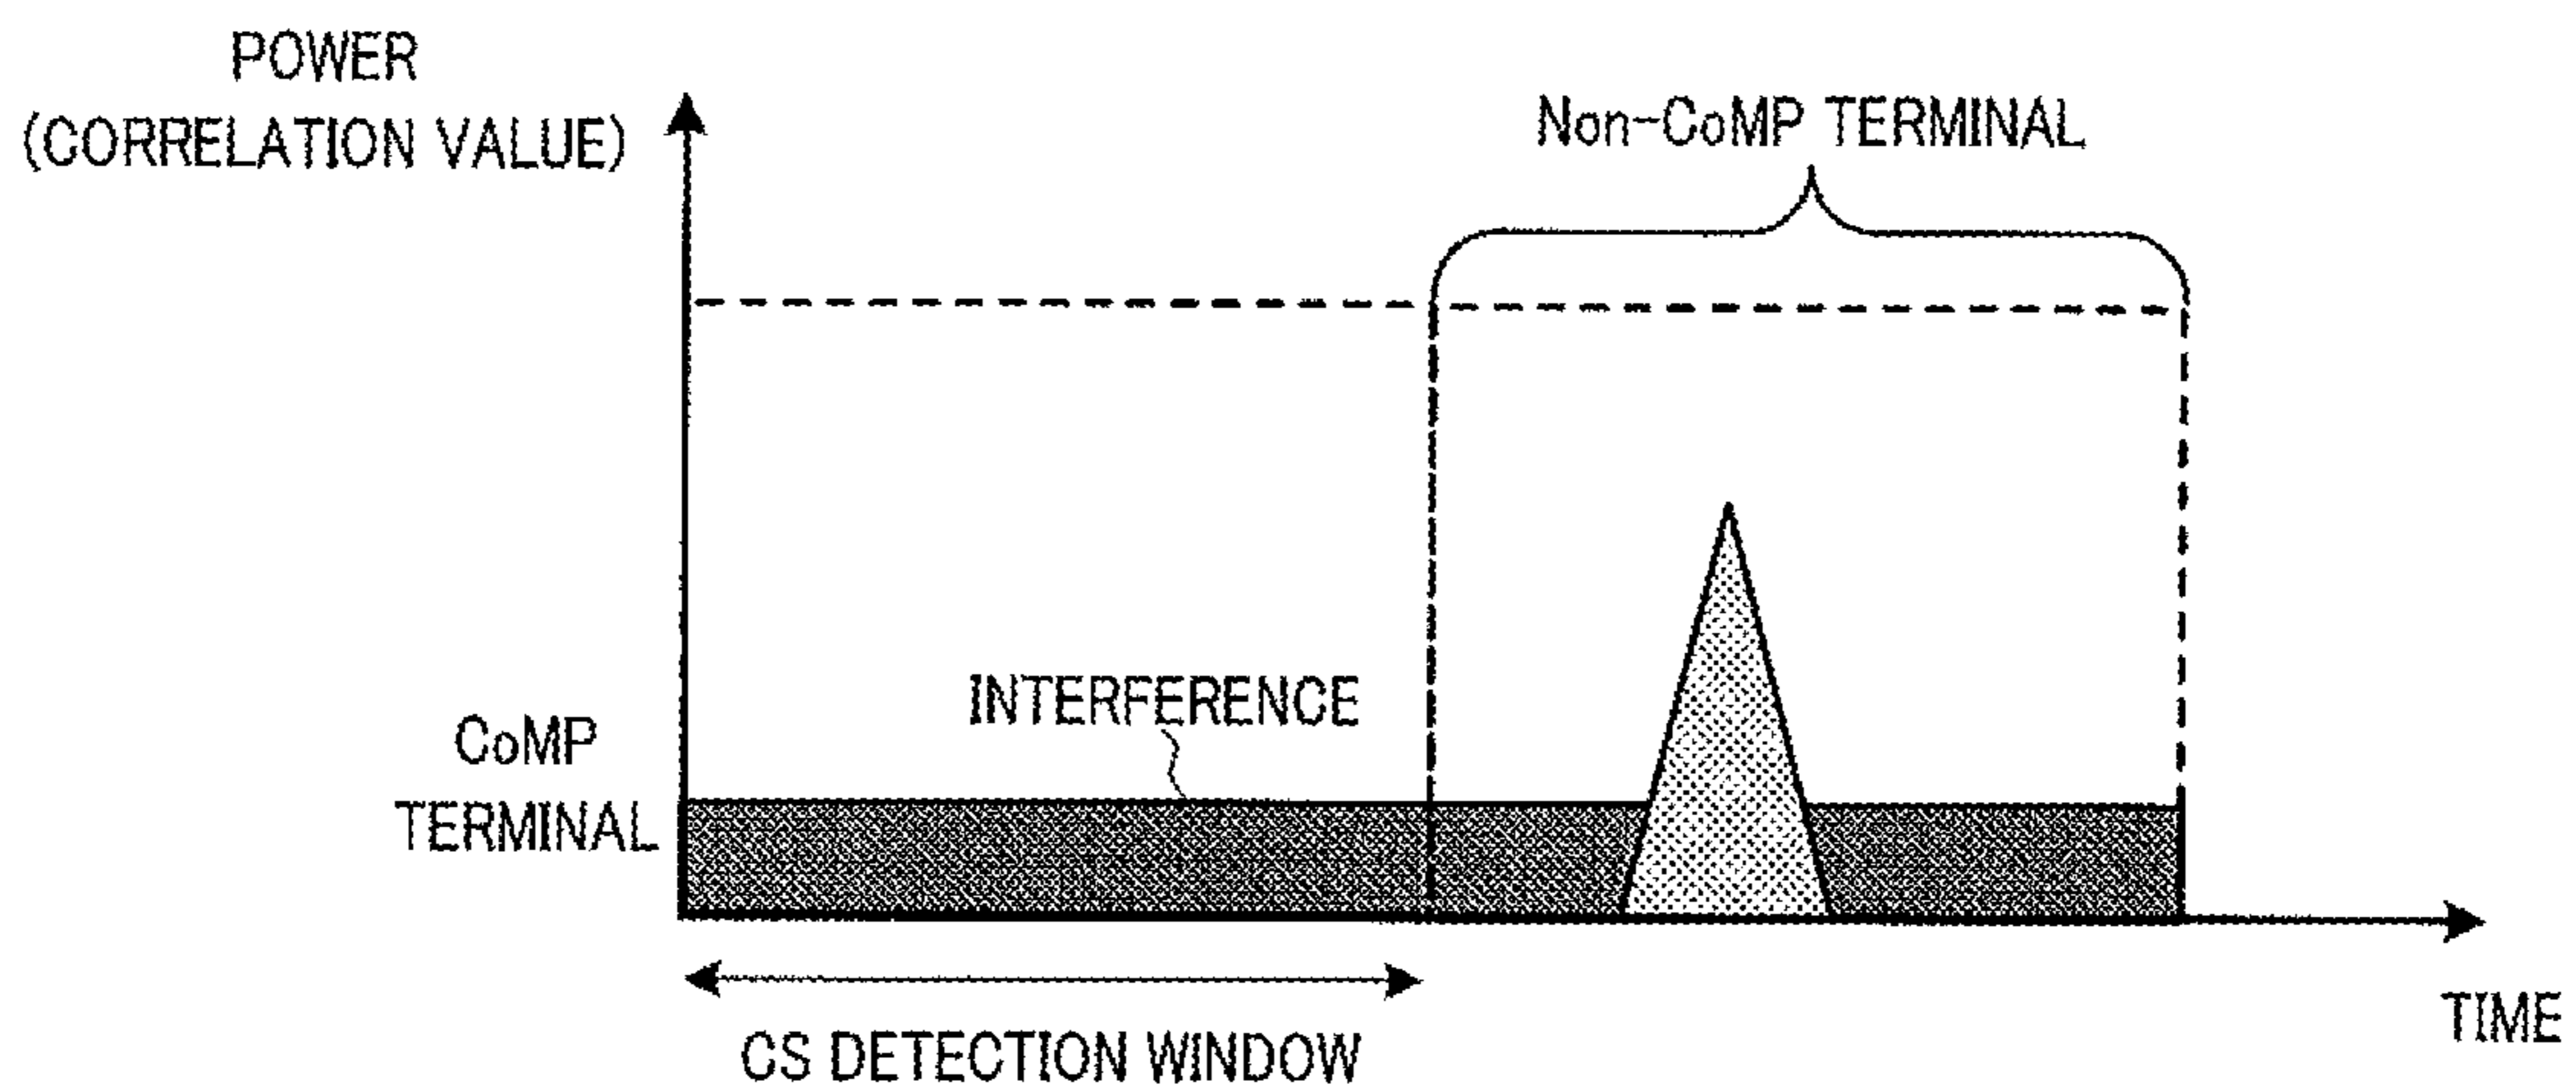 POWER
(CORRELATION VALUE)
Non-CoMP TERMINAL
INTERFERENCE
CoMP
TERMINAL
CS DETECTION WINDOW
TIME